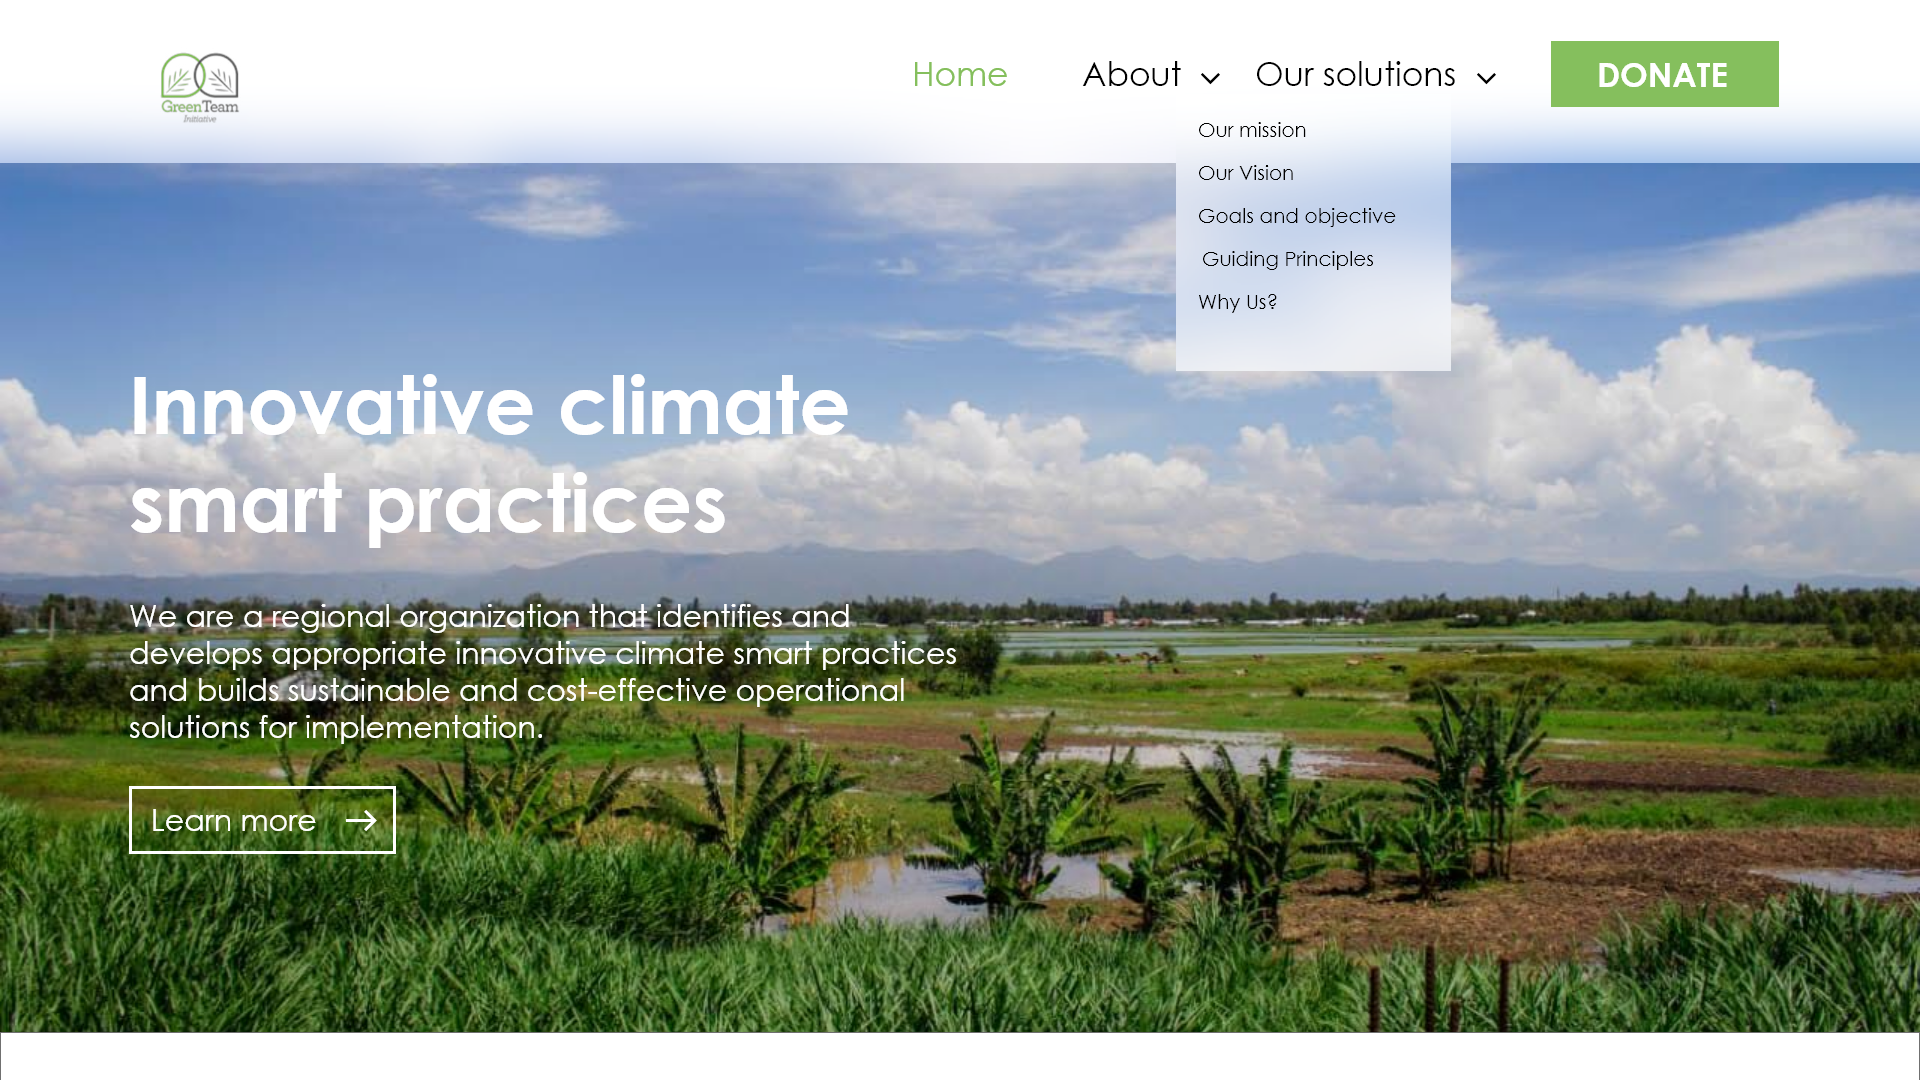 GreenTeam
Initiative
Home
About
Our solutions
DONATE
Our mission
Our Vision
Goals and objective
Guiding Principles
Why Us?
Innovative climate
smart practices
We are a regional organization that identifies and
develops appropriate innovative climate smart practices
and builds sustainable and cost-effective operational
solutions for implementation.
Learn more